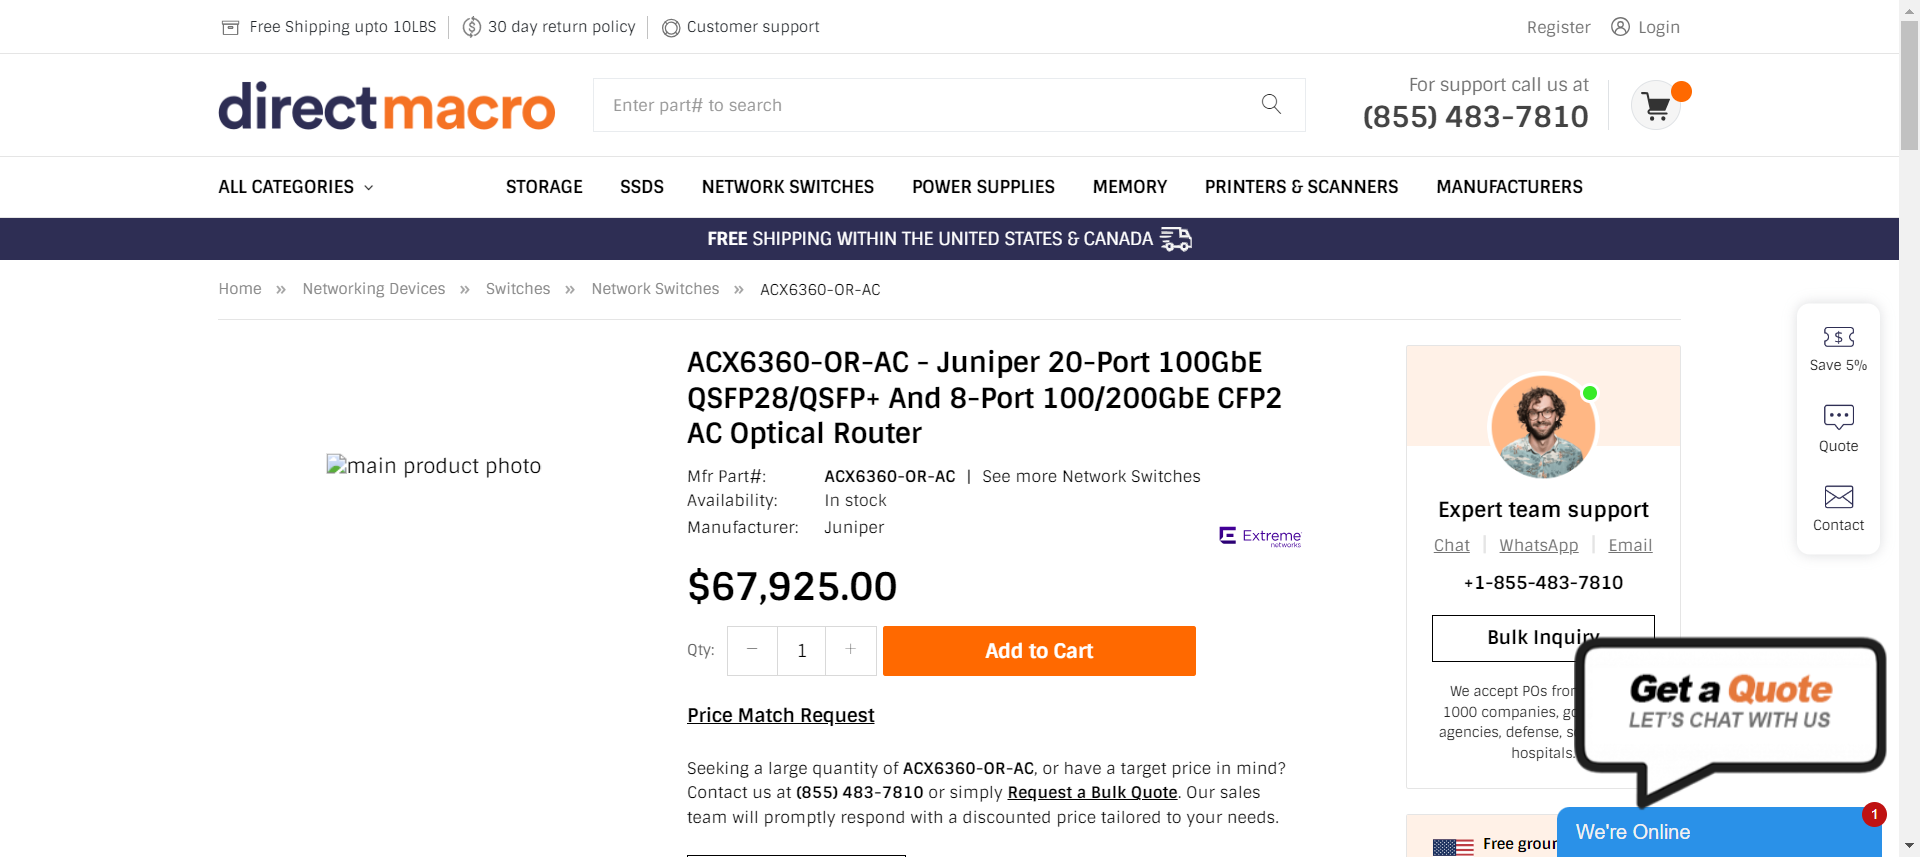 Free Shipping upto 10LBS
30 day return policy
Customer support
Register
Login
directmacro
Enter part# to search
For support call us at
(855) 483-7810
ALL CATEGORIES
STORAGE
SSDS
NETWORK SWITCHES
POWER SUPPLIES
MEMORY
PRINTERS & SCANNERS
MANUFACTURERS
FREE SHIPPING WITHIN THE UNITED STATES & CANADA
Home » Networking Devices » Switches » Network Switches » ACX6360-OR-AC
main product photo
ACX6360-OR-AC - Juniper 20-Port 100GbE
QSFP28/QSFP+ And 8-Port 100/200GbE CFP2
AC Optical Router
Mfr Part#: ACX6360-OR-AC | See more Network Switches
Availability: In stock
Manufacturer: Juniper
Extreme
networks
$67,925.00
Qty: − 1 +
Add to Cart
Price Match Request
Seeking a large quantity of ACX6360-OR-AC, or have a target price in mind?
Contact us at (855) 483-7810 or simply Request a Bulk Quote. Our sales
team will promptly respond with a discounted price tailored to your needs.
Expert team support
Chat | WhatsApp | Email
+1-855-483-7810
Bulk Inquiry
We accept POs
1000 companies,
agencies, defense,
hospitals.
Free
$
Save 5%
Quote
Contact
Get a Quote
LET'S CHAT WITH US
We're Online
1